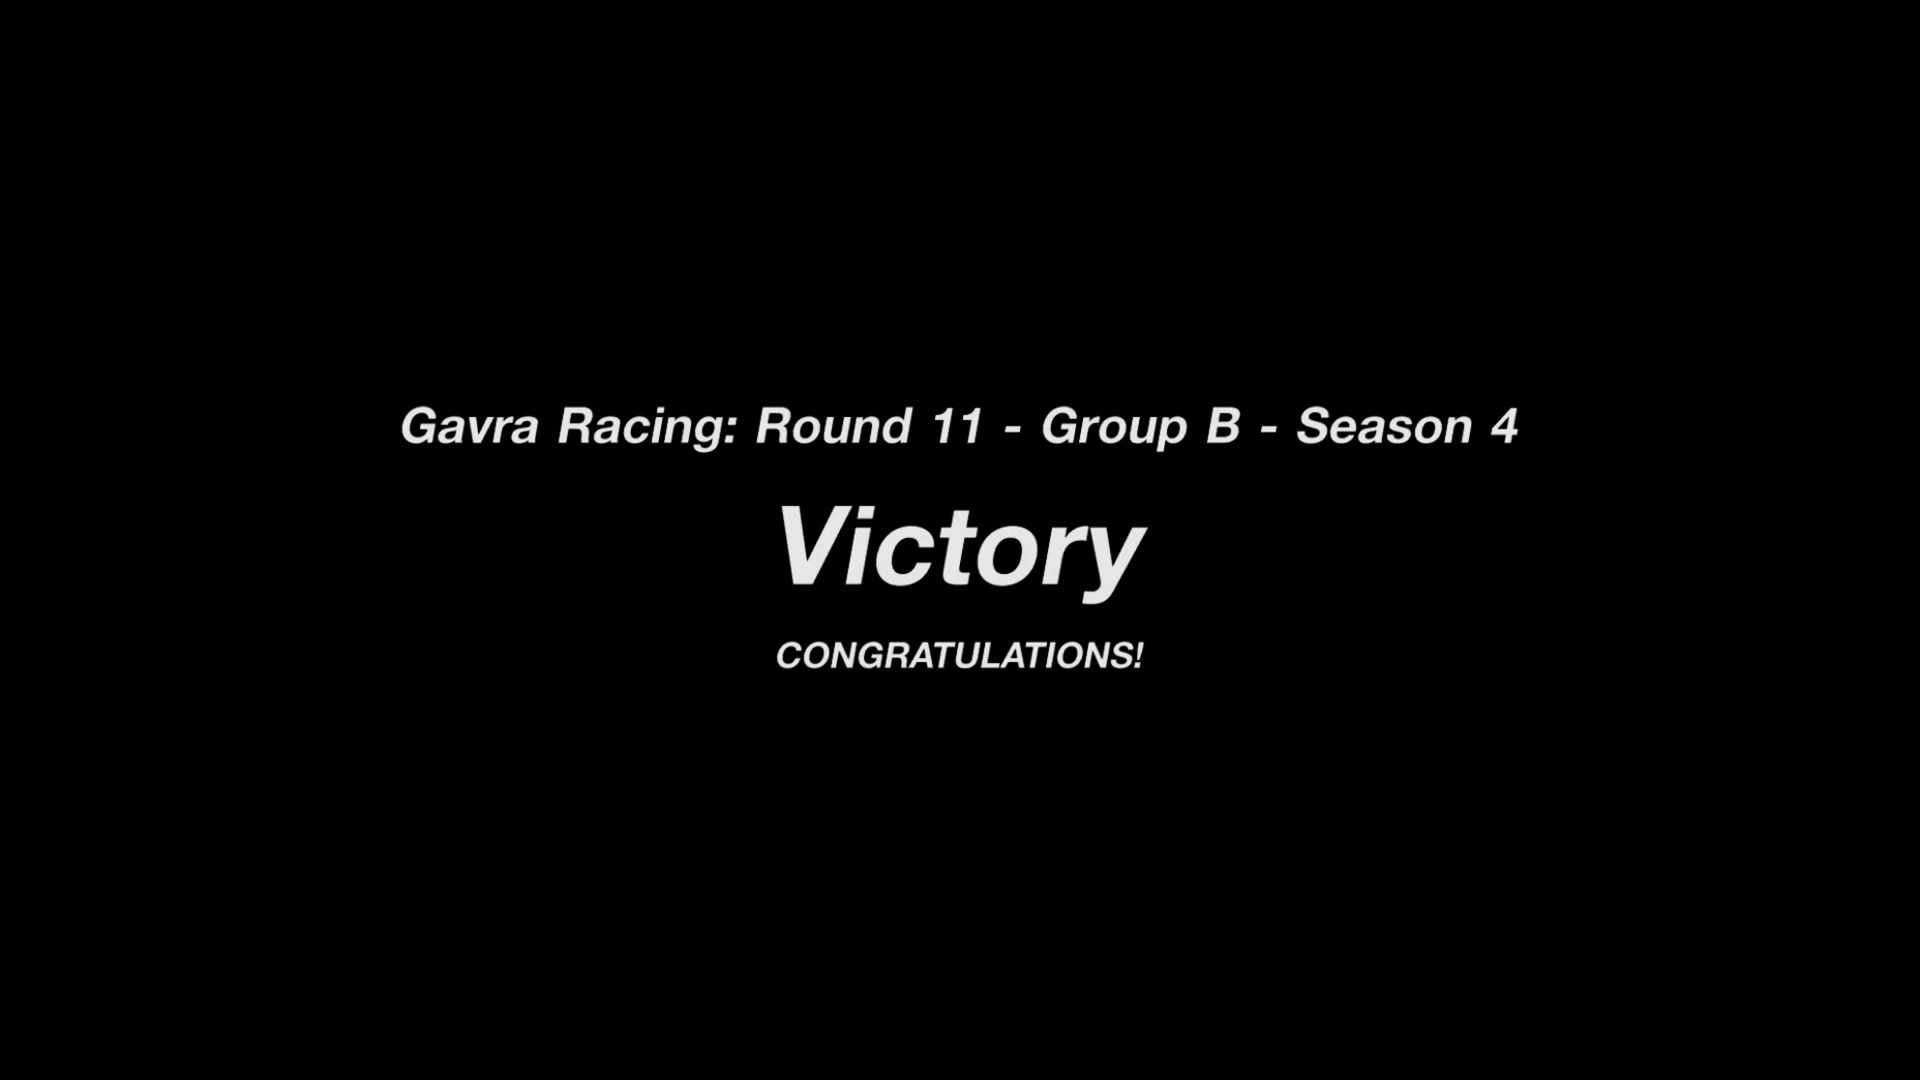 Gavra Racing: Round 11 - Group B - Season 4
Victory
CONGRATULATIONS!